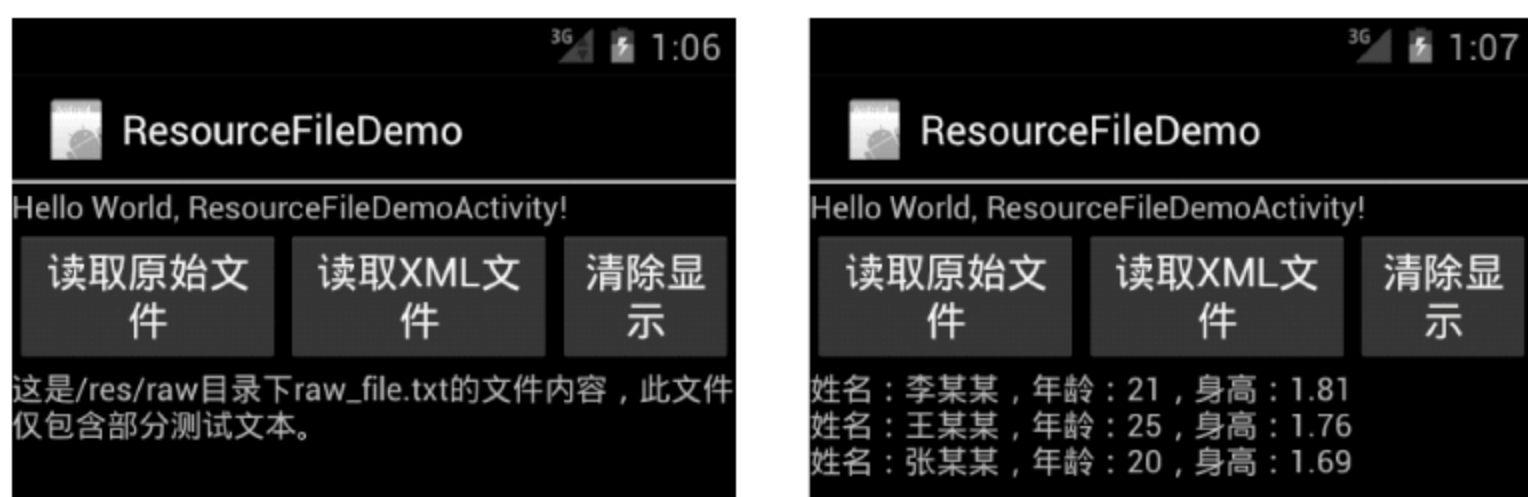 3G 1:06
ResourceFileDemo
Hello World, ResourceFileDemoActivity!
读取原始文
件
读取XML文
件
清除显
示
这是/res/raw目录下raw_file.txt的文件内容，此文件
仅包含部分测试文本。
3G 1:07
ResourceFileDemo
Hello World, ResourceFileDemoActivity!
读取原始文
件
读取XML文
件
清除显
示
姓名：李某某，年龄：21，身高：1.81
姓名：王某某，年龄：25，身高：1.76
姓名：张某某，年龄：20，身高：1.69